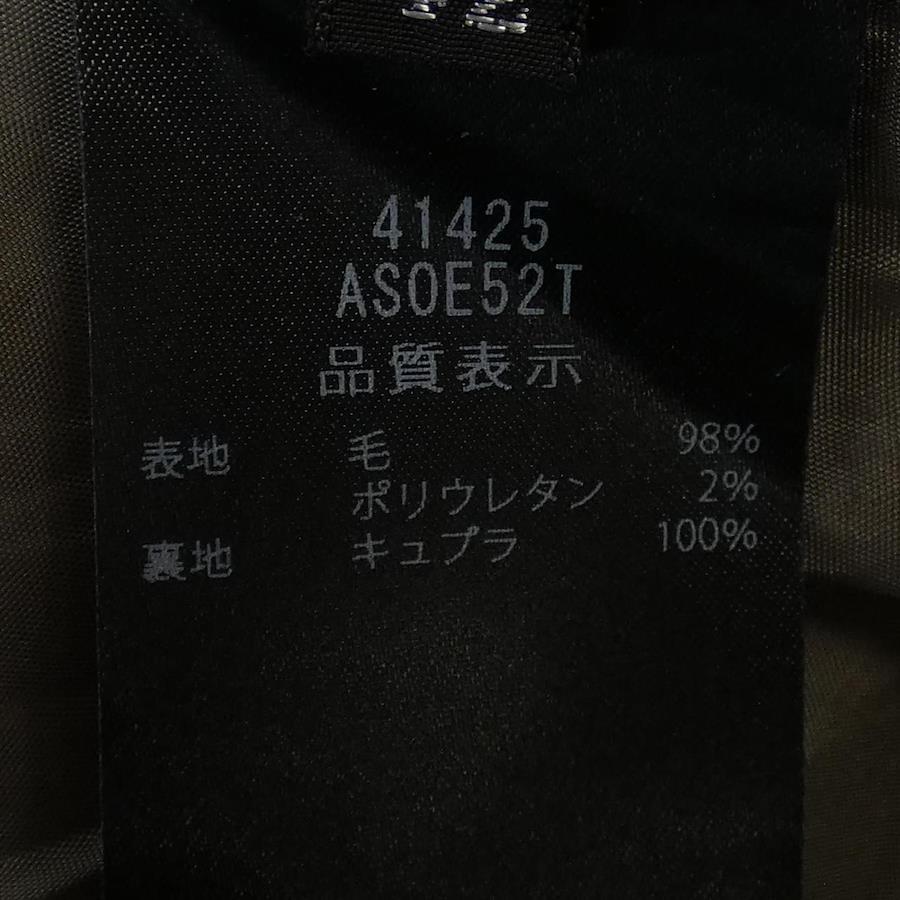 41425
ASOE52T
品質表示
表地 毛 98%
ポリウレタン 2%
裏地 キュプラ 100%